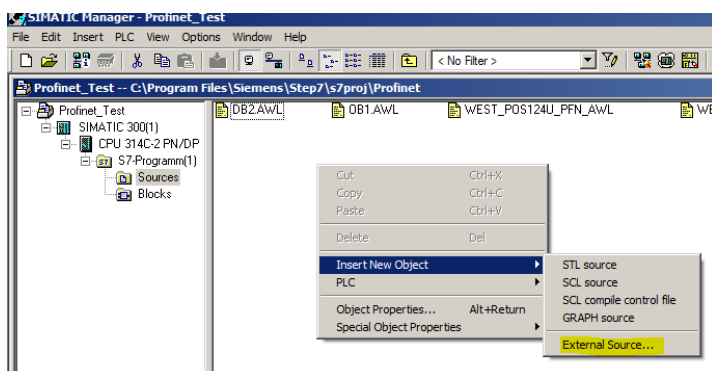 SIMATIC Manager - Profinet_Test
File Edit Insert PLC View Options Window Help
< No Filter >
Profinet_Test -- C:\Program Files\Siemens\Step7\s7proj\Profinet
Profinet_Test
SIMATIC 300(1)
CPU 314C-2 PN/DP
S7-Programm(1)
Sources
Blocks
DB2.AWL OB1.AWL WEST_POS124U_PFN_AWL WE
Cut Ctrl+X
Copy Ctrl+C
Paste Ctrl+V
Delete Del
Insert New Object
PLC
Object Properties... Alt+Return
Special Object Properties
STL source
SCL source
SCL compile control file
GRAPH source
External Source...